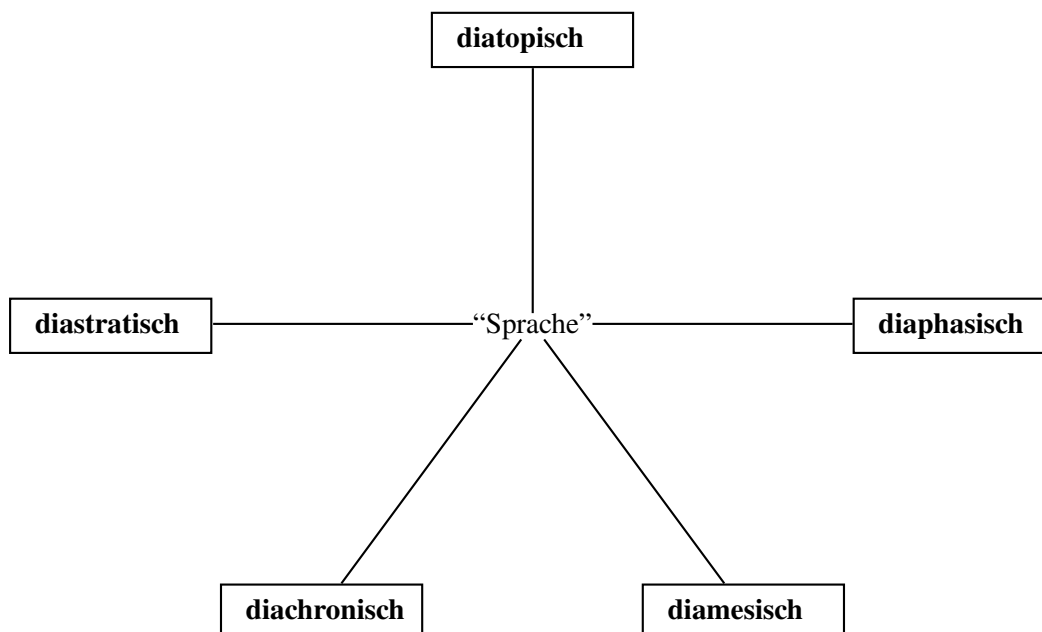 diatopisch
diastratisch
“Sprache”
diaphasisch
diachronisch
diamesisch